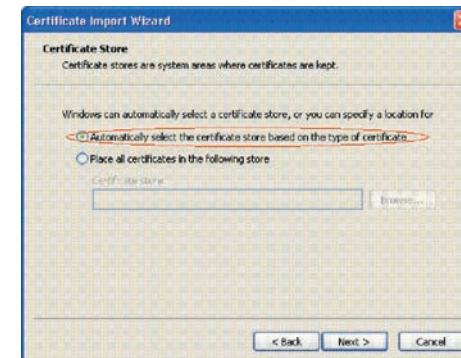 Certificate Import Wizard
Certificate Store
Certificate stores are system areas where certificates are kept.
Windows can automatically select a certificate store, or you can specify a location for
Automatically select the certificate store based on the type of certificate
Place all certificates in the following store
Certificate store:
Browse...
< Back
Next >
Cancel